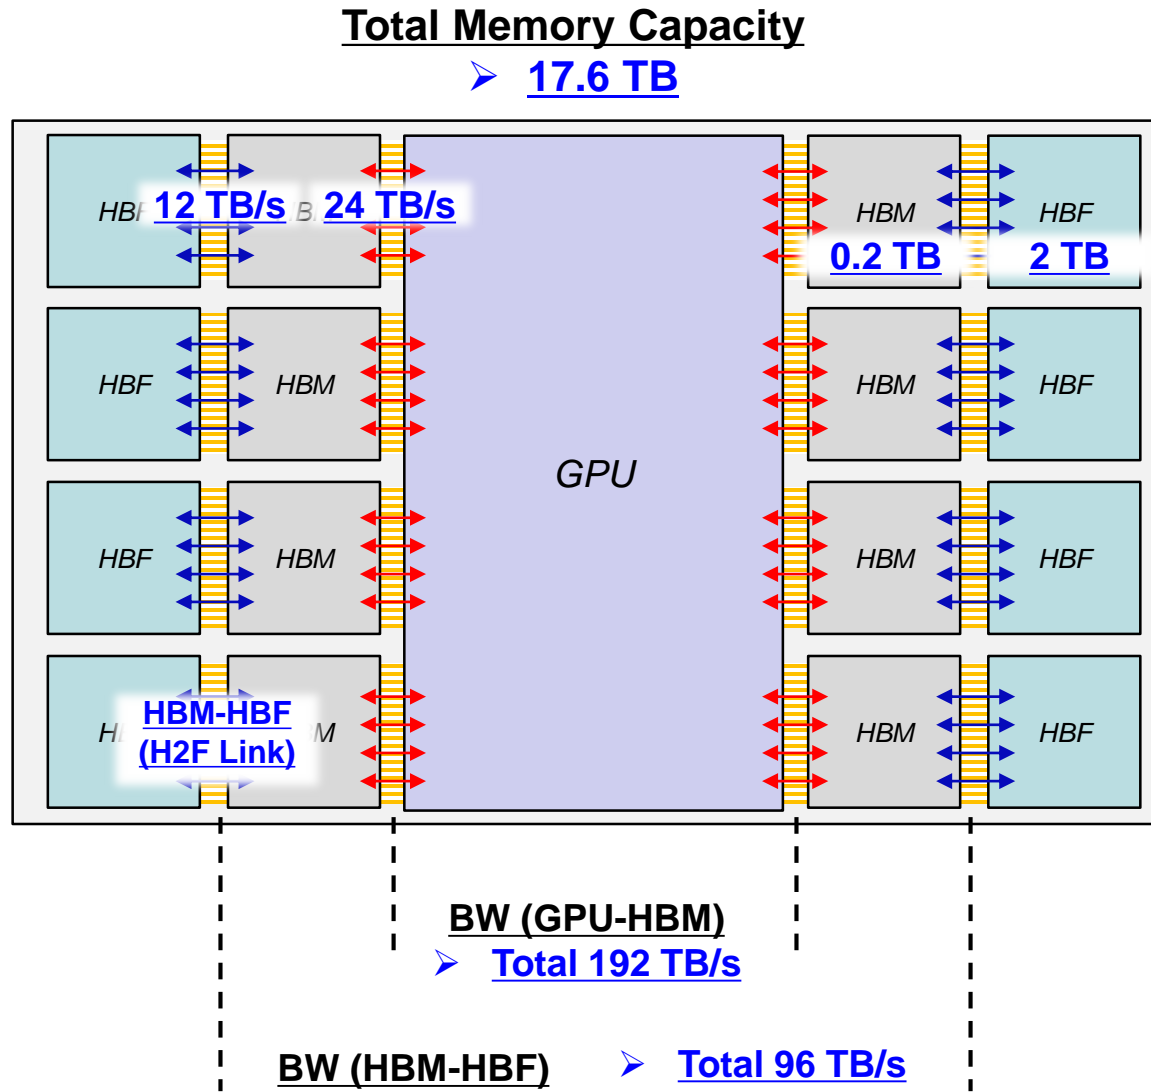 Total Memory Capacity
➢ 17.6 TB
12 TB/s 24 TB/s HBM HBF
0.2 TB 2 TB
HBF HBM HBM HBF
GPU
HBF HBM HBM HBF
HBM-HBF
(H2F Link)
HBM HBF
BW (GPU-HBM)
➢ Total 192 TB/s
BW (HBM-HBF) ➢ Total 96 TB/s